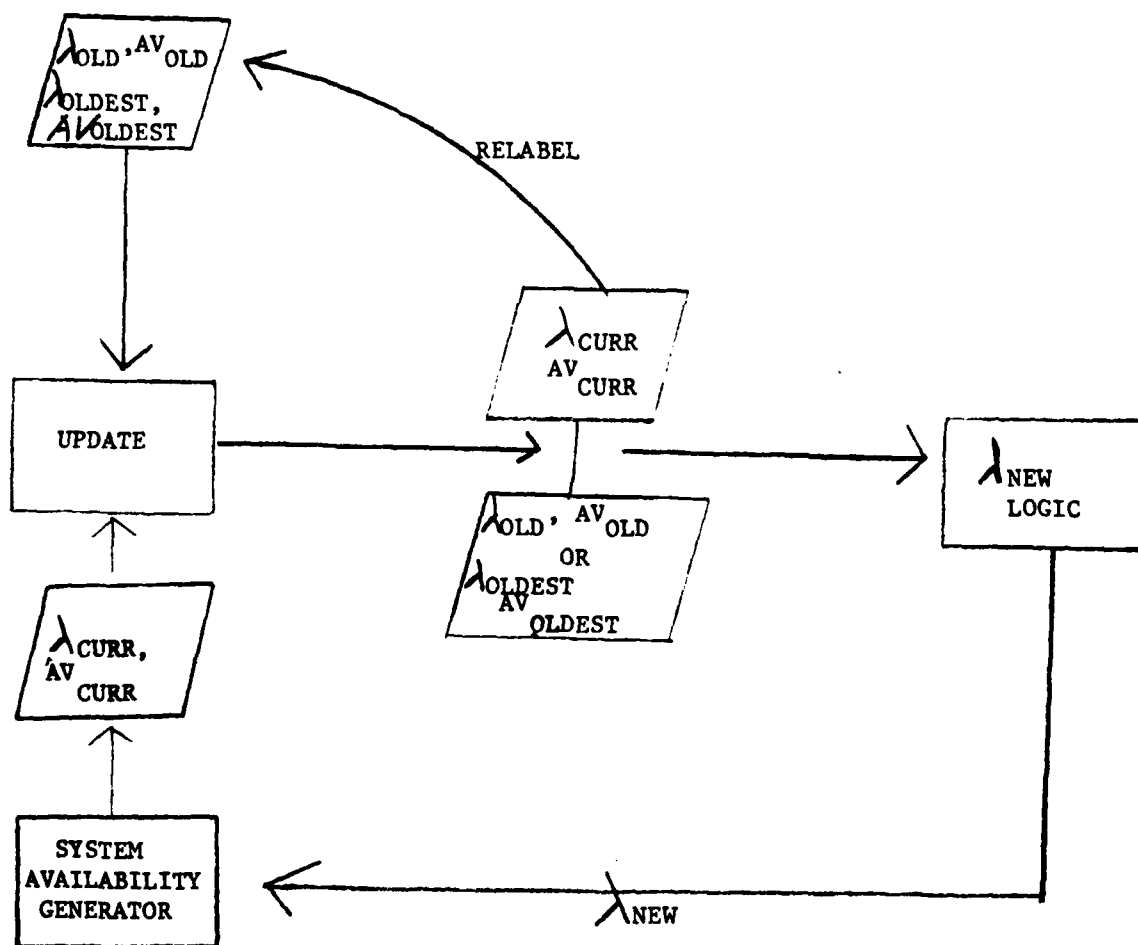 λOLD, AVOLD
λOLDEST,
AVOLDEST
RELABEL
λCURR
AVCURR
UPDATE
λNEW
LOGIC
λOLD, AVOLD
OR
λOLDEST
AVOLDEST
λCURR,
AVCURR
SYSTEM
AVAILABILITY
GENERATOR
λNEW